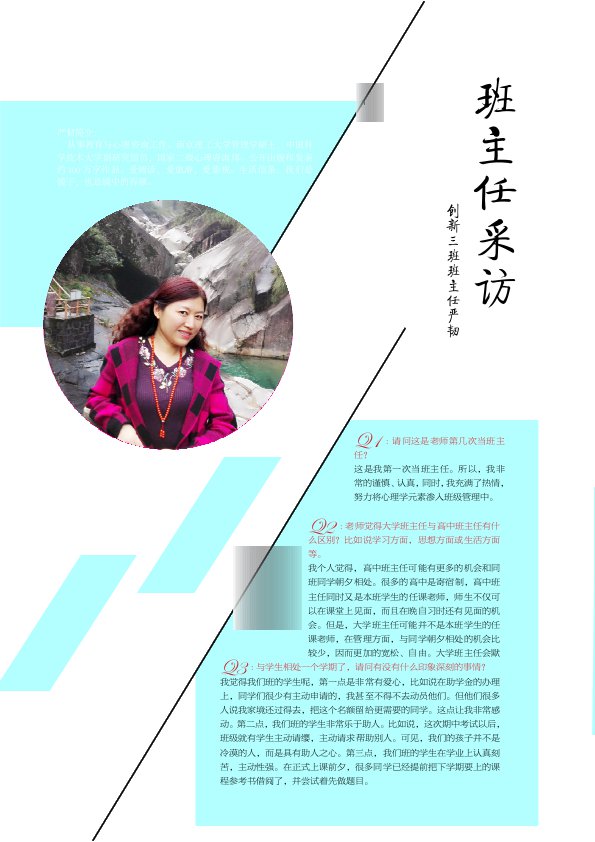 班主任采访
创新三班班主任严韧
Q1：请问这是老师第几次当班主
任？
这是我第一次当班主任。所以，我非
常的谨慎、认真，同时，我充满了热情，
努力将心理学元素渗入班级管理中。
Q2：老师觉得大学班主任与高中班主任有什
么区别？比如说学习方面，思想方面或生活方面
等。
我个人觉得，高中班主任可能有更多的机会和同
班同学朝夕相处。很多的高中是寄宿制，高中班
主任同时又是本班学生的任课老师，师生不仅可
以在课堂上见面，而且在晚自习时还有见面的机
会。但是，大学班主任可能并不是本班学生的任
课老师，在管理方面，与同学朝夕相处的机会比
较少，因而更加的宽松、自由。大学班主任会默
Q3：与学生相处一个学期了，请问有没有什么印象深刻的事情？
我觉得我们班的学生呢，第一点是非常有爱心，比如说在助学金的办理
上，同学们很少有主动申请的，我甚至不得不去动员他们。但他们很多
人说我家境还过得去，把这个名额留给更需要的同学。这点让我非常感
动。第二点，我们班的学生非常乐于助人。比如说，这次期中考试以后，
班级就有学生主动请缨，主动请求帮助别人。可见，我们的孩子并不是
冷漠的人，而是具有助人之心。第三点，我们班的学生在学业上认真刻
苦，主动性强。在正式上课前夕，很多同学已经提前把下学期要上的课
程参考书借阅了，并尝试着先做题目。